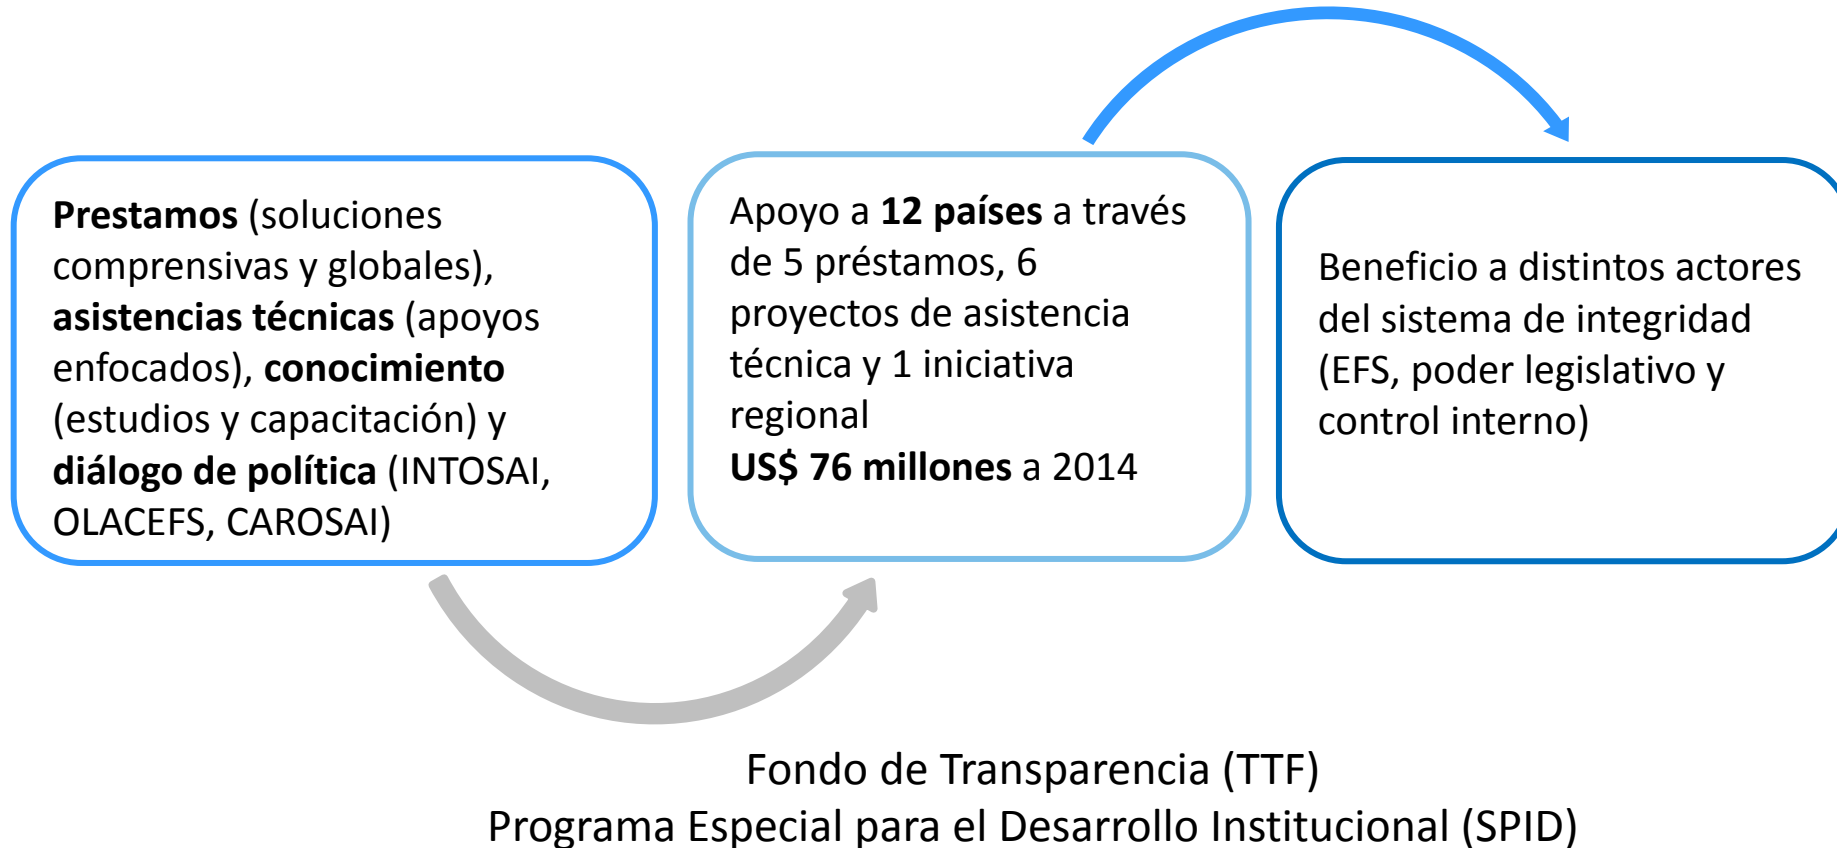 Prestamos (soluciones
comprensivas y globales),
asistencias técnicas (apoyos
enfocados), conocimiento
(estudios y capacitación) y
diálogo de política (INTOSAI,
OLACEFS, CAROSAI)
Apoyo a 12 países a través
de 5 préstamos, 6
proyectos de asistencia
técnica y 1 iniciativa
regional
US$ 76 millones a 2014
Beneficio a distintos actores
del sistema de integridad
(EFS, poder legislativo y
control interno)
Fondo de Transparencia (TTF)
Programa Especial para el Desarrollo Institucional (SPID)